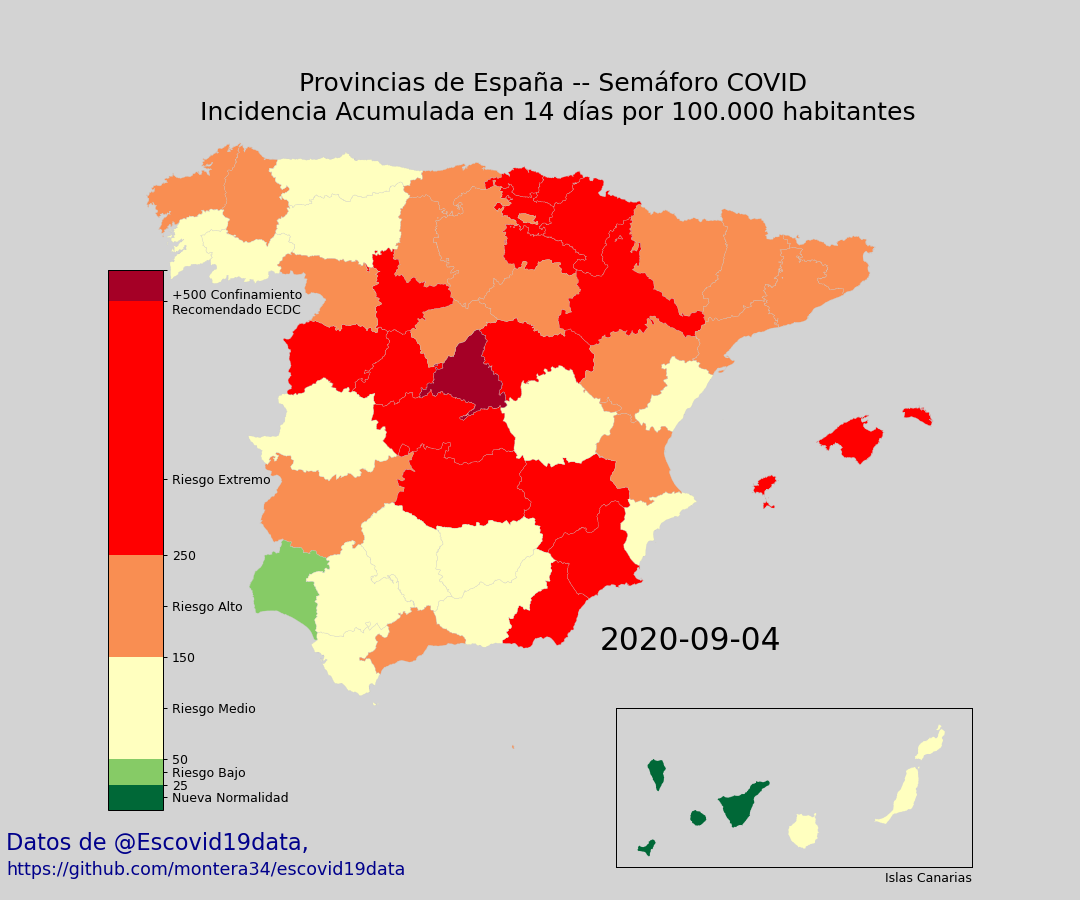 Provincias de España -- Semáforo COVID
Incidencia Acumulada en 14 días por 100.000 habitantes
+500 Confinamiento
Recomendado ECDC
Riesgo Extremo
250
Riesgo Alto
150
Riesgo Medio
50
Riesgo Bajo
25
Nueva Normalidad
2020-09-04
Islas Canarias
Datos de @Escovid19data,
https://github.com/montera34/escovid19data